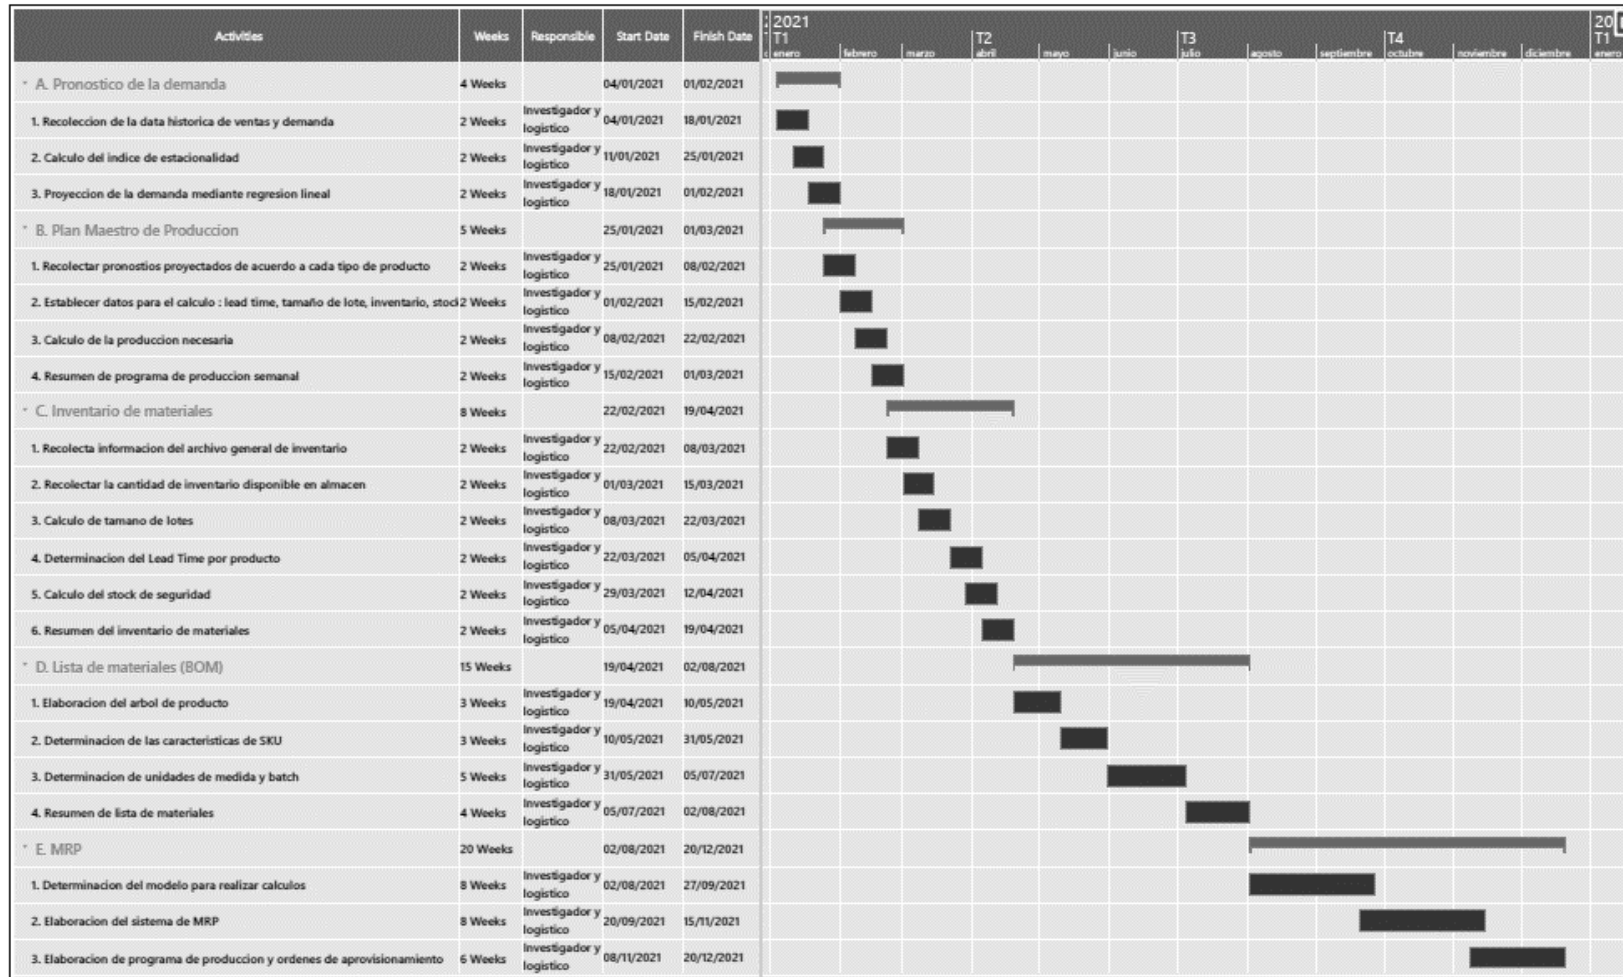 Activities Weeks Responsible Start Date Finish Date
2021 20
T1 T2 T3 T4 T1
enero febrero marzo abril mayo junio julio agosto septiembre octubre noviembre diciembre enero
A. Pronostico de la demanda 4 Weeks 04/01/2021 01/02/2021
1. Recoleccion de la data historica de ventas y demanda 2 Weeks Investigador y logistico 04/01/2021 18/01/2021
2. Calculo del indice de estacionalidad 2 Weeks Investigador y logistico 11/01/2021 25/01/2021
3. Proyeccion de la demanda mediante regresion lineal 2 Weeks Investigador y logistico 18/01/2021 01/02/2021
B. Plan Maestro de Produccion 5 Weeks 25/01/2021 01/03/2021
1. Recolectar pronostios proyectados de acuerdo a cada tipo de producto 2 Weeks Investigador y logistico 25/01/2021 08/02/2021
2. Establecer datos para el calculo : lead time, tamaño de lote, inventario, stock 2 Weeks Investigador y logistico 01/02/2021 15/02/2021
3. Calculo de la produccion necesaria 2 Weeks Investigador y logistico 08/02/2021 22/02/2021
4. Resumen de programa de produccion semanal 2 Weeks Investigador y logistico 15/02/2021 01/03/2021
C. Inventario de materiales 8 Weeks 22/02/2021 19/04/2021
1. Recolecta informacion del archivo general de inventario 2 Weeks Investigador y logistico 22/02/2021 08/03/2021
2. Recolectar la cantidad de inventario disponible en almacen 2 Weeks Investigador y logistico 01/03/2021 15/03/2021
3. Calculo de tamano de lotes 2 Weeks Investigador y logistico 08/03/2021 22/03/2021
4. Determinacion del Lead Time por producto 2 Weeks Investigador y logistico 22/03/2021 05/04/2021
5. Calculo del stock de seguridad 2 Weeks Investigador y logistico 29/03/2021 12/04/2021
6. Resumen del inventario de materiales 2 Weeks Investigador y logistico 05/04/2021 19/04/2021
D. Lista de materiales (BOM) 15 Weeks 19/04/2021 02/08/2021
1. Elaboracion del arbol de producto 3 Weeks Investigador y logistico 19/04/2021 10/05/2021
2. Determinacion de las caracteristicas de SKU 3 Weeks Investigador y logistico 10/05/2021 31/05/2021
3. Determinacion de unidades de medida y batch 5 Weeks Investigador y logistico 31/05/2021 05/07/2021
4. Resumen de lista de materiales 4 Weeks Investigador y logistico 05/07/2021 02/08/2021
E. MRP 20 Weeks 02/08/2021 20/12/2021
1. Determinacion del modelo para realizar calculos 8 Weeks Investigador y logistico 02/08/2021 27/09/2021
2. Elaboracion del sistema de MRP 8 Weeks Investigador y logistico 20/09/2021 15/11/2021
3. Elaboracion de programa de produccion y ordenes de aprovisionamiento 6 Weeks Investigador y logistico 08/11/2021 20/12/2021